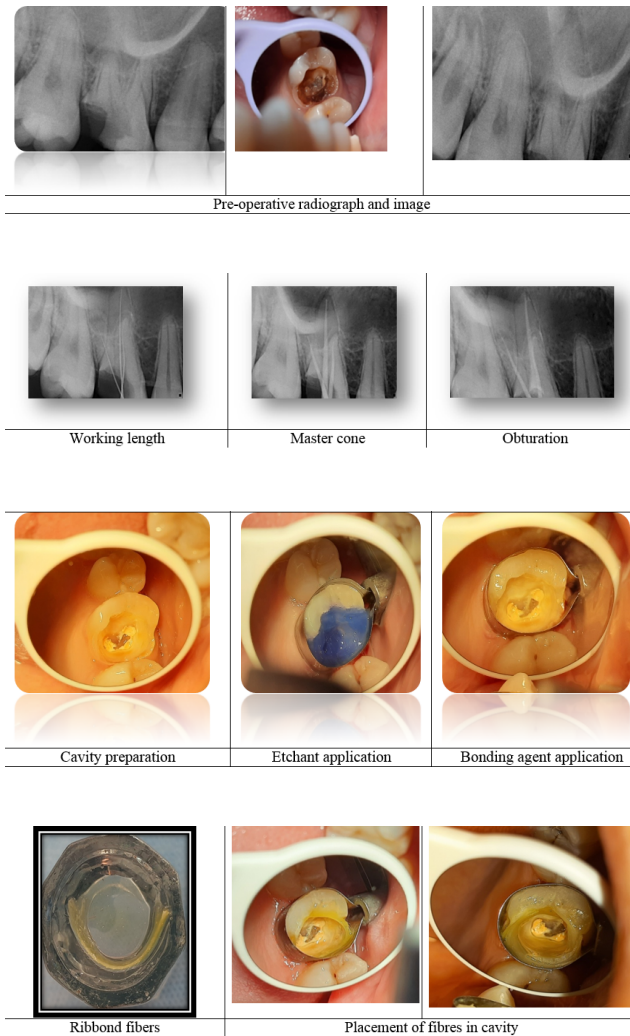 Pre-operative radiograph and image
Working length
Master cone
Obturation
Cavity preparation
Etchant application
Bonding agent application
Ribbond fibers
Placement of fibres in cavity